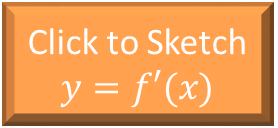 Click to Sketch
y = f′(x)